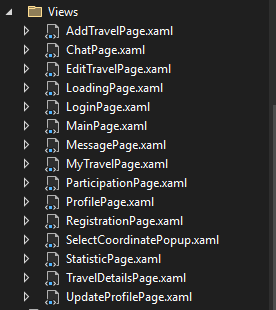 Views
AddTravelPage.xaml
ChatPage.xaml
EditTravelPage.xaml
LoadingPage.xaml
LoginPage.xaml
MainPage.xaml
MessagePage.xaml
MyTravelPage.xaml
ParticipationPage.xaml
ProfilePage.xaml
RegistrationPage.xaml
SelectCoordinatePopup.xaml
StatisticPage.xaml
TravelDetailsPage.xaml
UpdateProfilePage.xaml